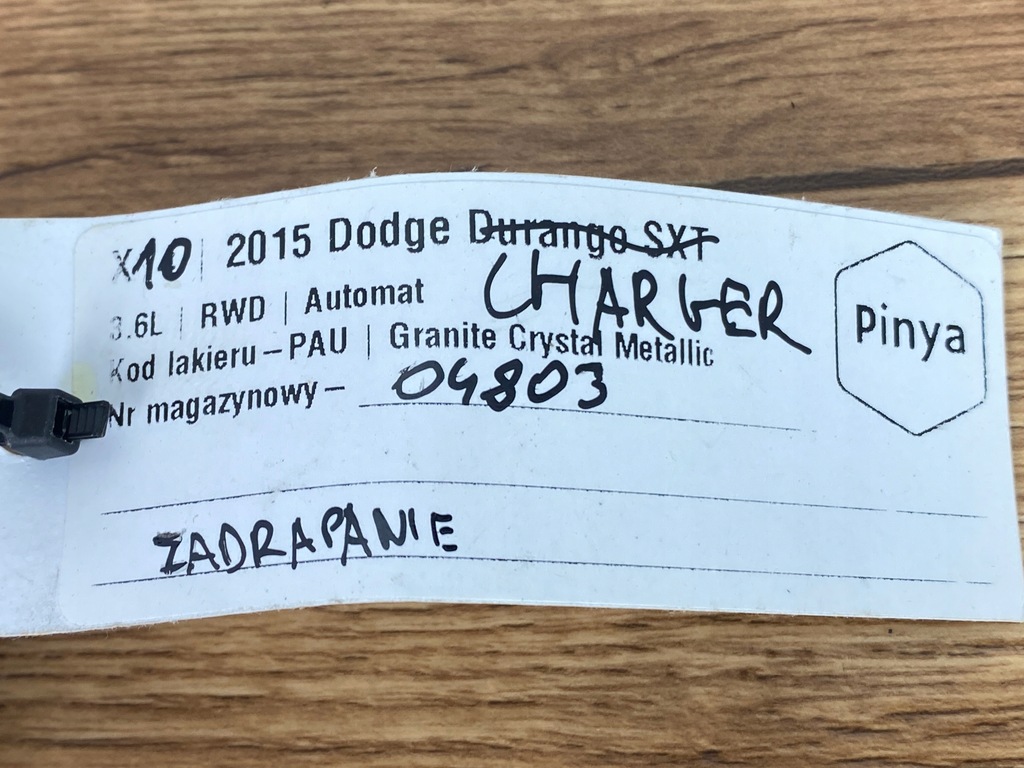 X10 | 2015 Dodge Durango SXT
CHARGER
3.6L | RWD | Automat
Kod lakieru – PAU | Granite Crystal Metallic
Nr magazynowy – 04803
ZADRAPANIE
Pinya